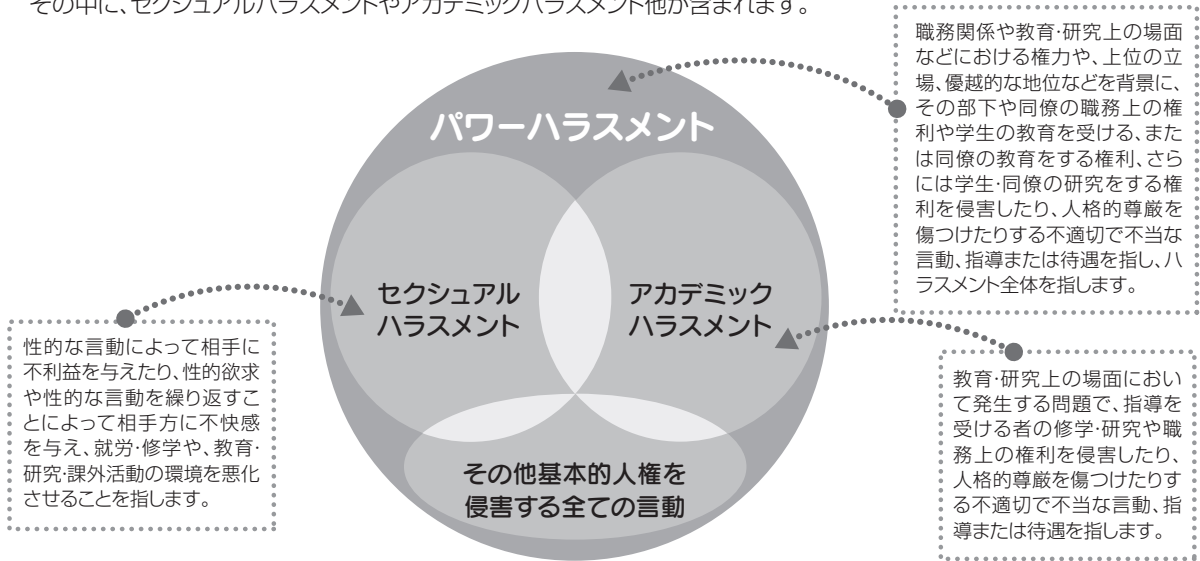 その中に、セクシュアルハラスメントやアカデミックハラスメント他が含まれます。
職務関係や教育・研究上の場面
などにおける権力や、上位の立
場、優越的な地位などを背景に、
その部下や同僚の職務上の権
利や学生の教育を受ける、また
は同僚の教育をする権利、さら
には学生・同僚の研究をする権
利を侵害したり、人格的尊厳を
傷つけたりする不適切で不当な
言動、指導または待遇を指し、ハ
ラスメント全体を指します。
パワーハラスメント
セクシュアル
ハラスメント
アカデミック
ハラスメント
その他基本的人権を
侵害する全ての言動
性的な言動によって相手に
不利益を与えたり、性的欲求
や性的な言動を繰り返すこ
とによって相手方に不快感
を与え、就労・修学や、教育・
研究・課外活動の環境を悪化
させることを指します。
教育・研究上の場面におい
て発生する問題で、指導を
受ける者の修学・研究や職
務上の権利を侵害したり、
人格的尊厳を傷つけたりす
る不適切で不当な言動、指
導または待遇を指します。